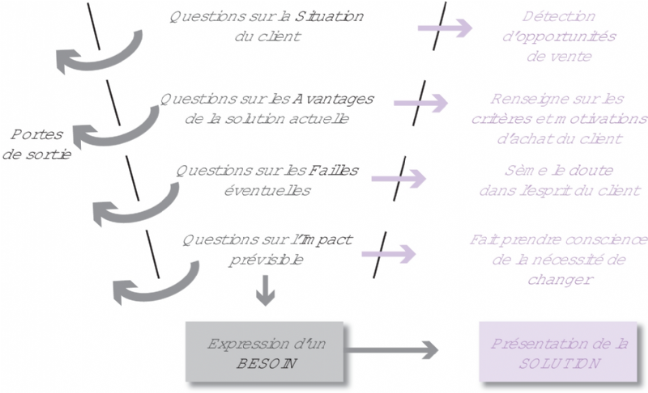 Questions sur la Situation
du client
Détection
d'opportunités
de vente
Questions sur les Avantages
de la solution actuelle
Renseigne sur les
critères et motivations
d'achat du client
Portes
de sortie
Questions sur les Failles
éventuelles
Sème le doute
dans l'esprit du client
Questions sur l'Impact
prévisible
Fait prendre conscience
de la nécessité de
changer
Expression d'un
BESOIN
Présentation de la
SOLUTION